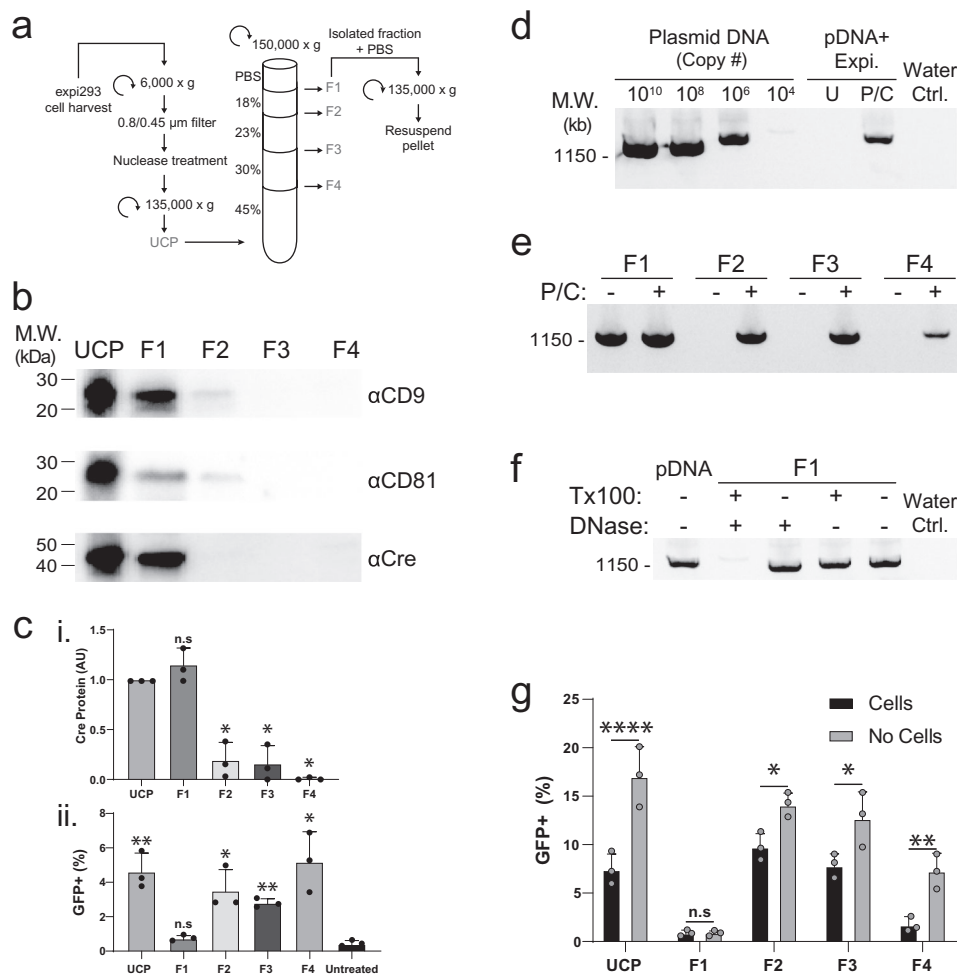 a
expi293
cell harvest
6,000 x g
0.8/0.45 µm filter
Nuclease treatment
135,000 x g
UCP
150,000 x g
PBS
18%
23%
30%
45%
F1
F2
F3
F4
Isolated fraction
+ PBS
135,000 x g
Resuspend
pellet
b
M.W.
(kDa)
UCP F1 F2 F3 F4
30
20
αCD9
30
20
αCD81
50
40
αCre
c
i.
Cre Protein (AU)
1.5
1.0
0.5
0.0
n.s
* * *
UCP F1 F2 F3 F4
ii.
GFP+ (%)
8
6
4
2
0
** n.s * ** *
UCP F1 F2 F3 F4 Untreated
d
Plasmid DNA
(Copy #)
pDNA+
Expi.
Water
Ctrl.
M.W.
(kb)
10¹⁰ 10⁸ 10⁶ 10⁴ U P/C
1150 -
e
F1 F2 F3 F4
P/C: - + - + - + - +
1150 -
f
pDNA F1
Tx100: - + - + -
DNase: - + + - -
Water
Ctrl.
1150 -
g
GFP+ (%)
25
20
15
10
5
0
Cells
No Cells
**** n.s * * **
UCP F1 F2 F3 F4